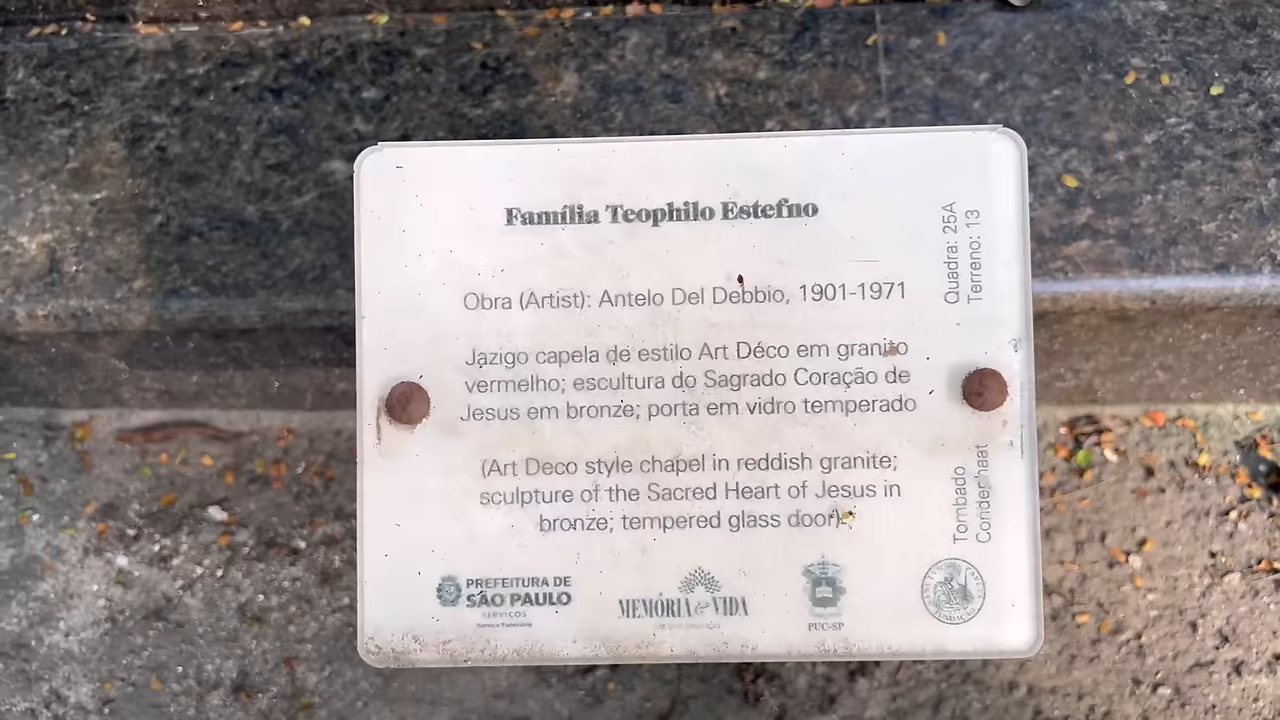 Família Teophilo Estefno
Quadra: 25A
Terreno: 13
Obra (Artist): Antelo Del Debbio, 1901-1971
Jazigo capela de estilo Art Déco em granito
vermelho; escultura do Sagrado Coração de
Jesus em bronze; porta em vidro temperado
(Art Deco style chapel in reddish granite;
sculpture of the Sacred Heart of Jesus in
bronze; tempered glass door)
Tombado
Condephaat
PREFEITURA DE
SÃO PAULO
SERVIÇOS
Serviço Funerário
MEMÓRIA & VIDA
PUC-SP
FUNDAÇÃO